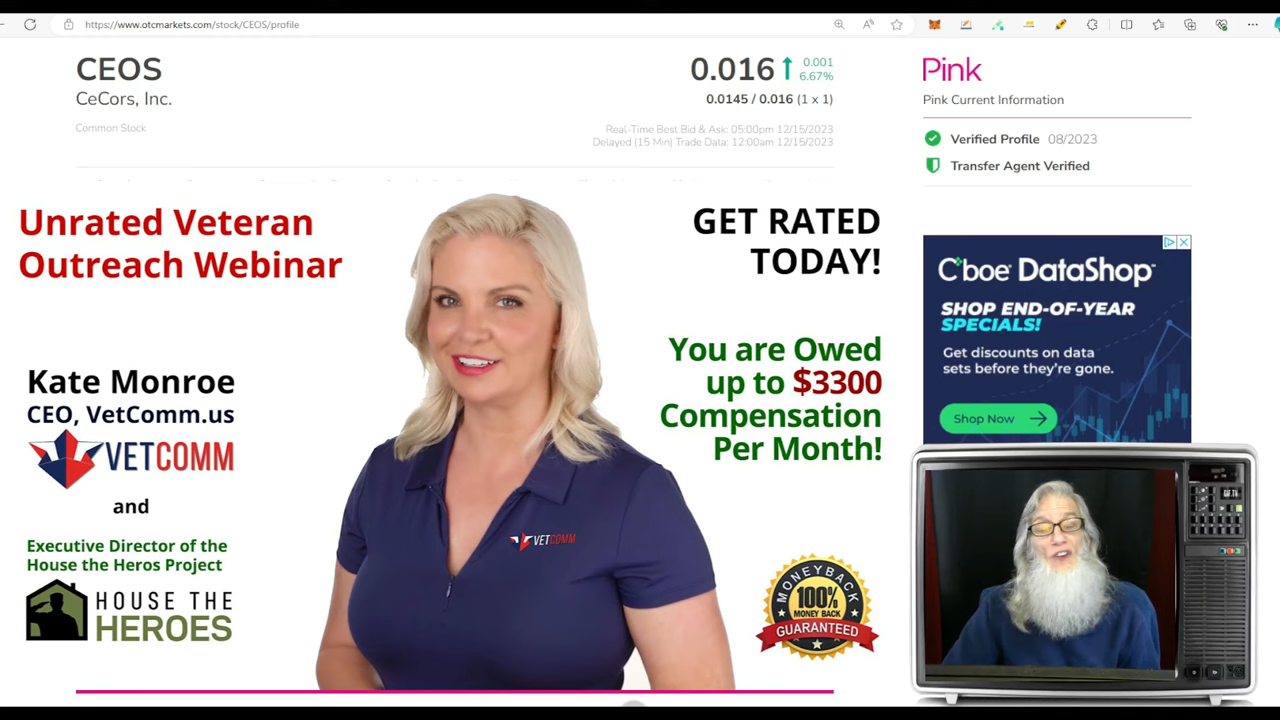 https://www.otcmarkets.com/stock/CEOS/profile
CEOS
CeCors, Inc.
Common Stock
0.016
0.001
6.67%
0.0145 / 0.016 (1 x 1)
Real-Time Best Bid & Ask: 05:00pm 12/15/2023
Delayed (15 Min) Trade Data: 12:00am 12/15/2023
Pink
Pink Current Information
Verified Profile 08/2023
Transfer Agent Verified
Unrated Veteran
Outreach Webinar
Kate Monroe
CEO, VetComm.us
VETCOMM
and
Executive Director of the
House the Heros Project
HOUSE THE
HEROES
VETCOMM
GET RATED
TODAY!
You are Owed
up to $3300
Compensation
Per Month!
MONEYBACK
100%
MONEY BACK
GUARANTEED
Cboe DataShop
SHOP END-OF-YEAR
SPECIALS!
Get discounts on data
sets before they're gone.
Shop Now
GIF.TV